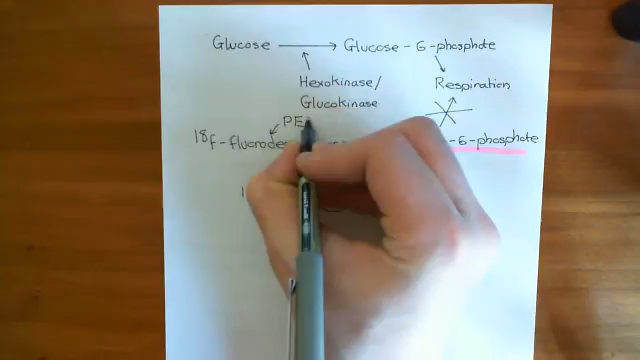 Glucose → Glucose-6-phosphate
Hexokinase/ Respiration
Glucokinase
PE
18F-fluorode -6-phosphate